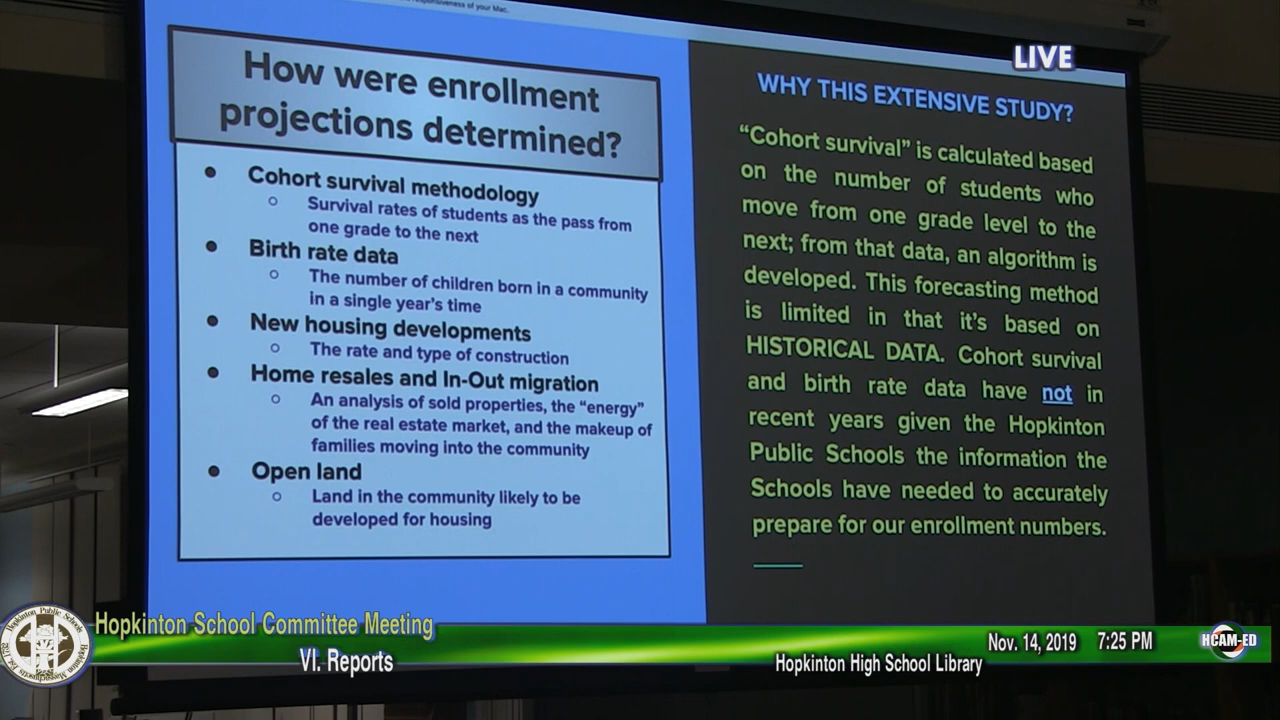 responsiveness of your Mac.
LIVE
How were enrollment
projections determined?
● Cohort survival methodology
○ Survival rates of students as the pass from
one grade to the next
● Birth rate data
○ The number of children born in a community
in a single year's time
● New housing developments
○ The rate and type of construction
● Home resales and In-Out migration
○ An analysis of sold properties, the “energy”
of the real estate market, and the makeup of
families moving into the community
● Open land
○ Land in the community likely to be
developed for housing
WHY THIS EXTENSIVE STUDY?
“Cohort survival” is calculated based
on the number of students who
move from one grade level to the
next; from that data, an algorithm is
developed. This forecasting method
is limited in that it's based on
HISTORICAL DATA. Cohort survival
and birth rate data have not in
recent years given the Hopkinton
Public Schools the information the
Schools have needed to accurately
prepare for our enrollment numbers.
Hopkinton Public Schools
Hopkinton School Committee Meeting
VI. Reports
Nov. 14, 2019 7:25 PM
Hopkinton High School Library
HCAM-ED